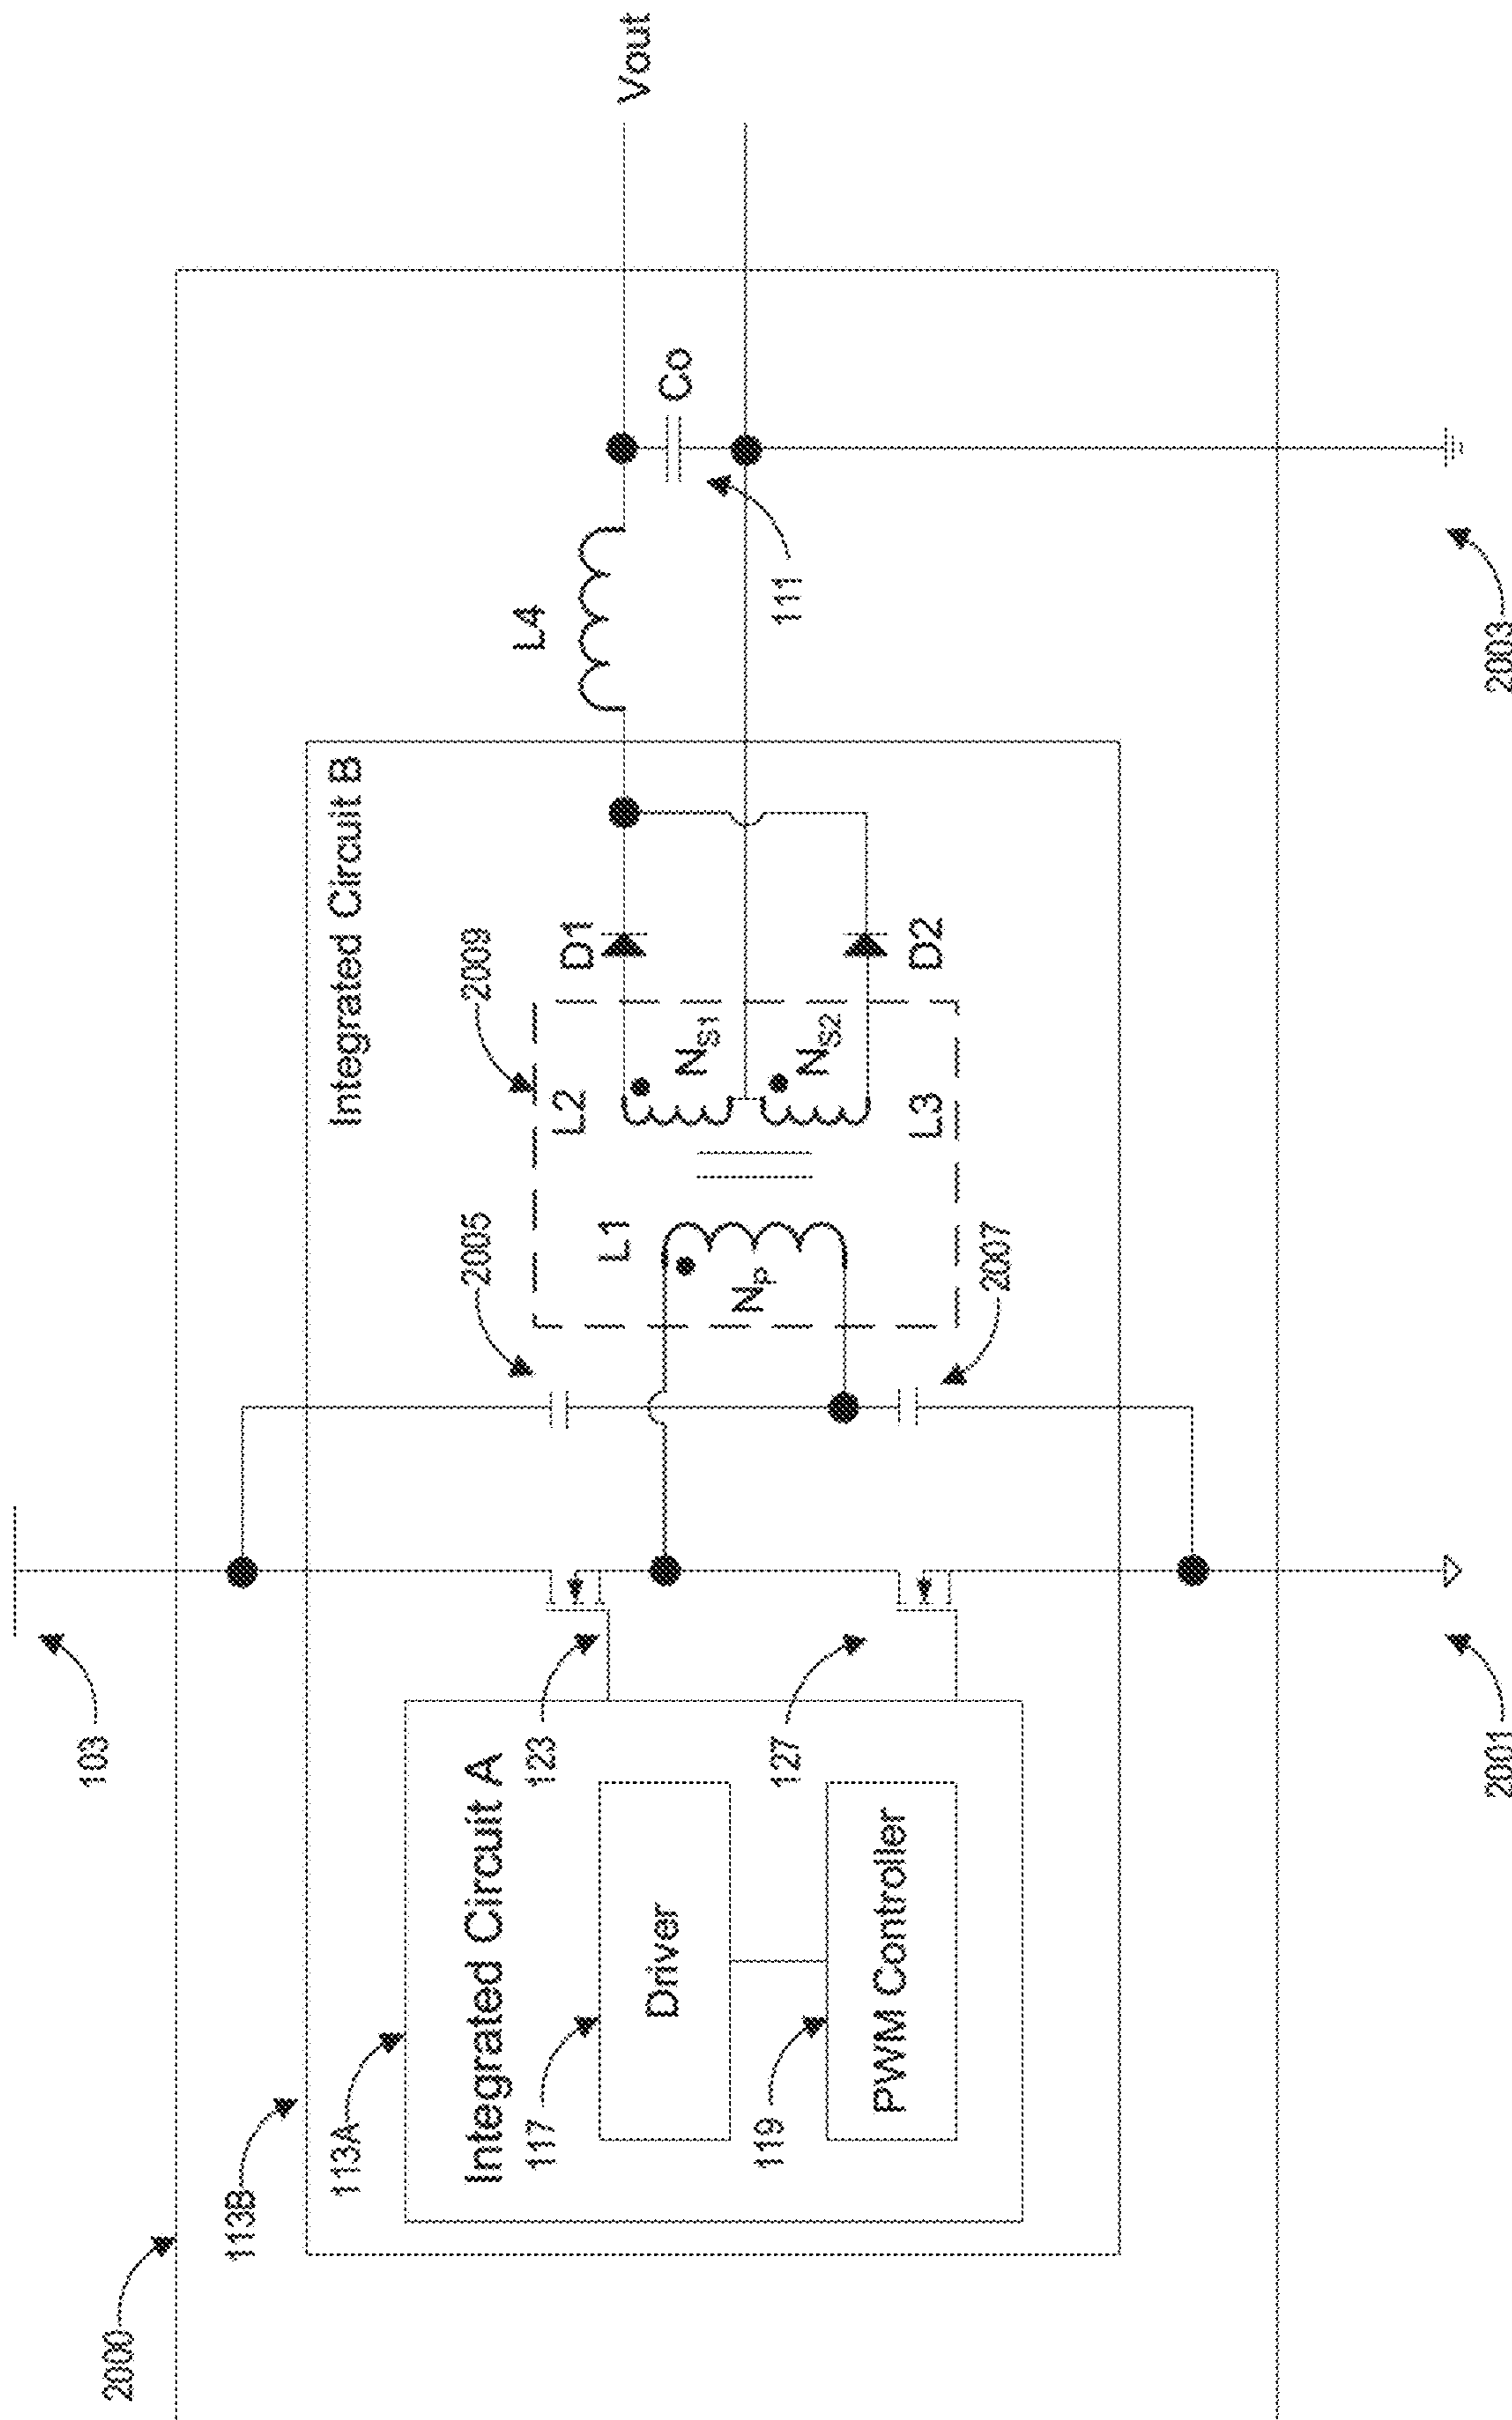 2000
113B
113A
Integrated Circuit A
117
Driver
119
PWM Controller
103
123
127
2001
Integrated Circuit B
2005
2007
2009
L1
NP
L2
NS1
NS2
L3
D1
D2
L4
111
Co
2003
Vout